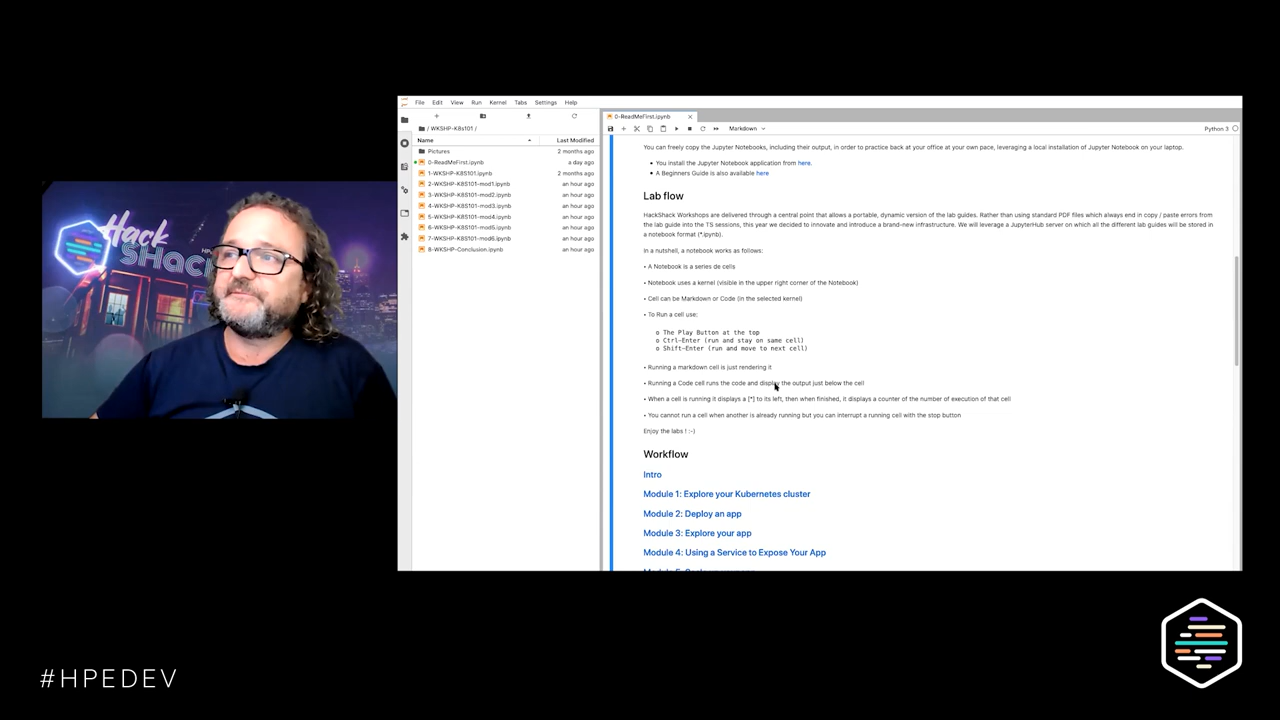 File Edit View Run Kernel Tabs Settings Help
/ WKSHP-K8s101 /
Name Last Modified
Pictures 2 months ago
0-ReadMeFirst.ipynb a day ago
1-WKSHP-K8S101.ipynb 2 months ago
2-WKSHP-K8S101-mod1.ipynb an hour ago
3-WKSHP-K8S101-mod2.ipynb an hour ago
4-WKSHP-K8S101-mod3.ipynb an hour ago
5-WKSHP-K8S101-mod4.ipynb an hour ago
6-WKSHP-K8S101-mod5.ipynb an hour ago
7-WKSHP-K8S101-mod6.ipynb an hour ago
8-WKSHP-Conclusion.ipynb an hour ago
0-ReadMeFirst.ipynb
Markdown Python 3
You can freely copy the Jupyter Notebooks, including their output, in order to practice back at your office at your own pace, leveraging a local installation of Jupyter Notebook on your laptop.
• You install the Jupyter Notebook application from here.
• A Beginners Guide is also available here
Lab flow
HackShack Workshops are delivered through a central point that allows a portable, dynamic version of the lab guides. Rather than using standard PDF files which always end in copy / paste errors from
the lab guide into the TS sessions, this year we decided to innovate and introduce a brand-new infrastructure. We will leverage a JupyterHub server on which all the different lab guides will be stored in
a notebook format (*.ipynb).
In a nutshell, a notebook works as follows:
• A Notebook is a series de cells
• Notebook uses a kernel (visible in the upper right corner of the Notebook)
• Cell can be Markdown or Code (in the selected kernel)
• To Run a cell use:
o The Play Button at the top
o Ctrl-Enter (run and stay on same cell)
o Shift-Enter (run and move to next cell)
• Running a markdown cell is just rendering it
• Running a Code cell runs the code and display the output just below the cell
• When a cell is running it displays a [*] to its left, then when finished, it displays a counter of the number of execution of that cell
• You cannot run a cell when another is already running but you can interrupt a running cell with the stop button
Enjoy the labs ! :-)
Workflow
Intro
Module 1: Explore your Kubernetes cluster
Module 2: Deploy an app
Module 3: Explore your app
Module 4: Using a Service to Expose Your App
#HPEDEV